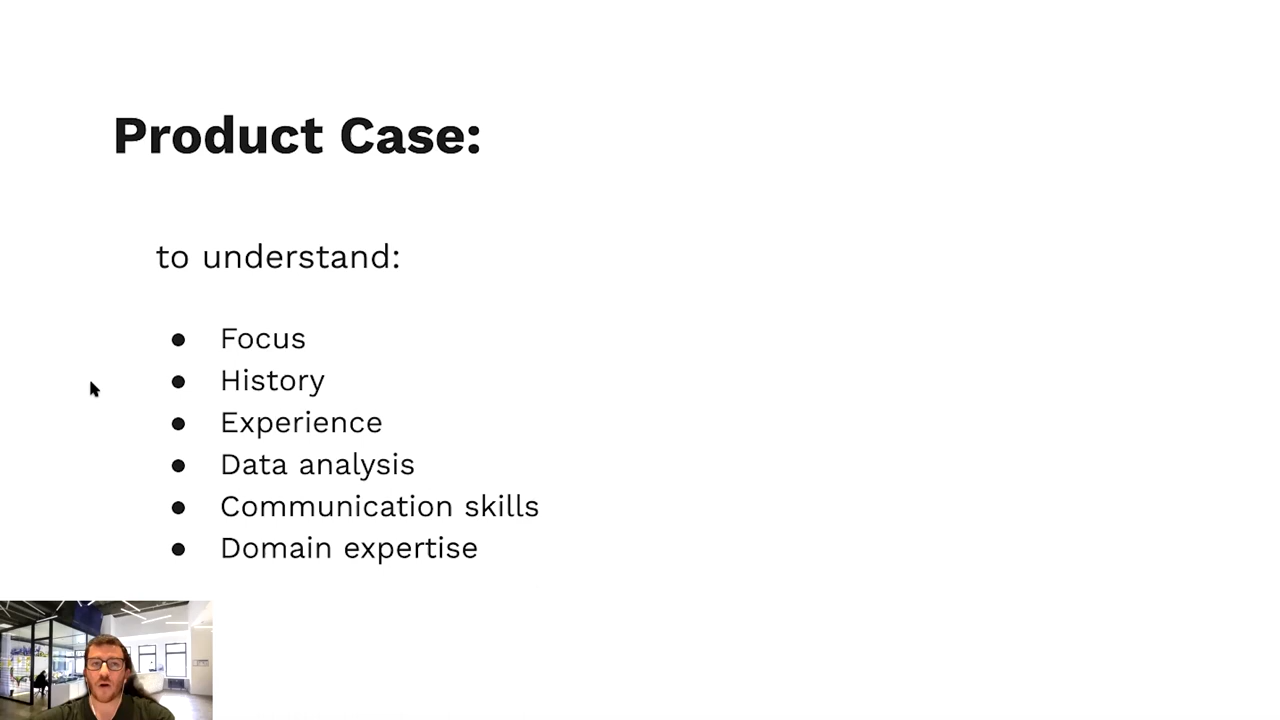 Product Case:
to understand:
● Focus
● History
● Experience
● Data analysis
● Communication skills
● Domain expertise